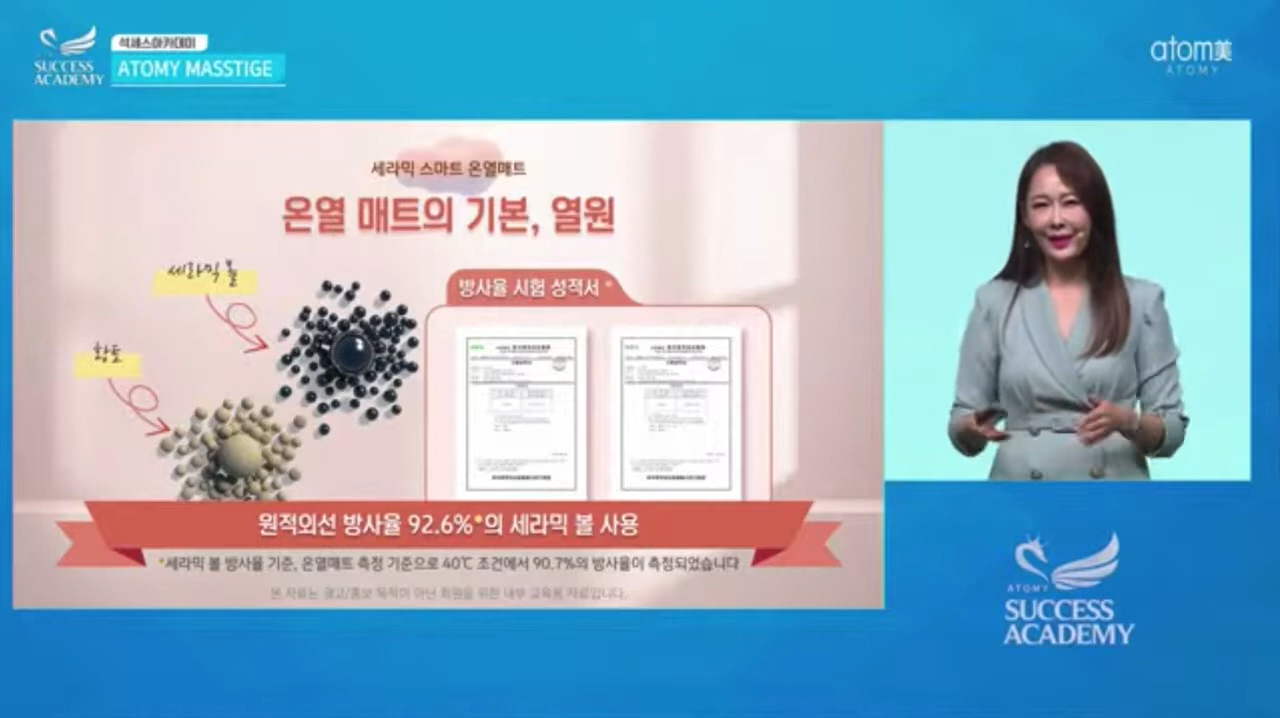 SUCCESS
ACADEMY
석세스아카데미
ATOMY MASSTIGE
atom美
ATOMY
세라믹 스마트 온열매트
온열 매트의 기본, 열원
세라믹 볼
황토
방사율 시험 성적서 *
원적외선 방사율 92.6%*의 세라믹 볼 사용
*세라믹 볼 방사율 기준, 온열매트 측정 기준으로 40℃ 조건에서 90.7%의 방사율이 측정되었습니다
본 자료는 광고/홍보 목적이 아닌 회원을 위한 내부 교육용 자료입니다.
ATOMY
SUCCESS
ACADEMY